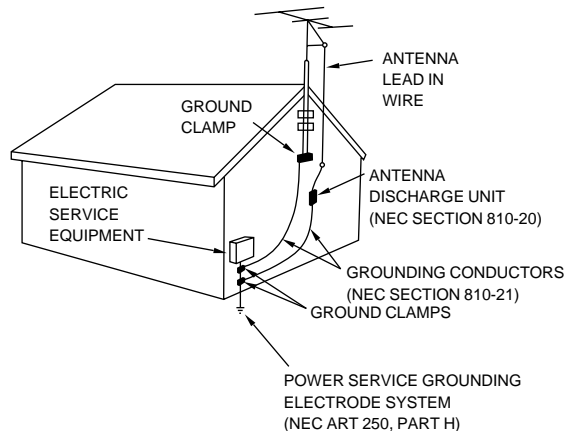 ANTENNA
LEAD IN
WIRE
GROUND
CLAMP
ANTENNA
DISCHARGE UNIT
(NEC SECTION 810-20)
ELECTRIC
SERVICE
EQUIPMENT
GROUNDING CONDUCTORS
(NEC SECTION 810-21)
GROUND CLAMPS
POWER SERVICE GROUNDING
ELECTRODE SYSTEM
(NEC ART 250, PART H)